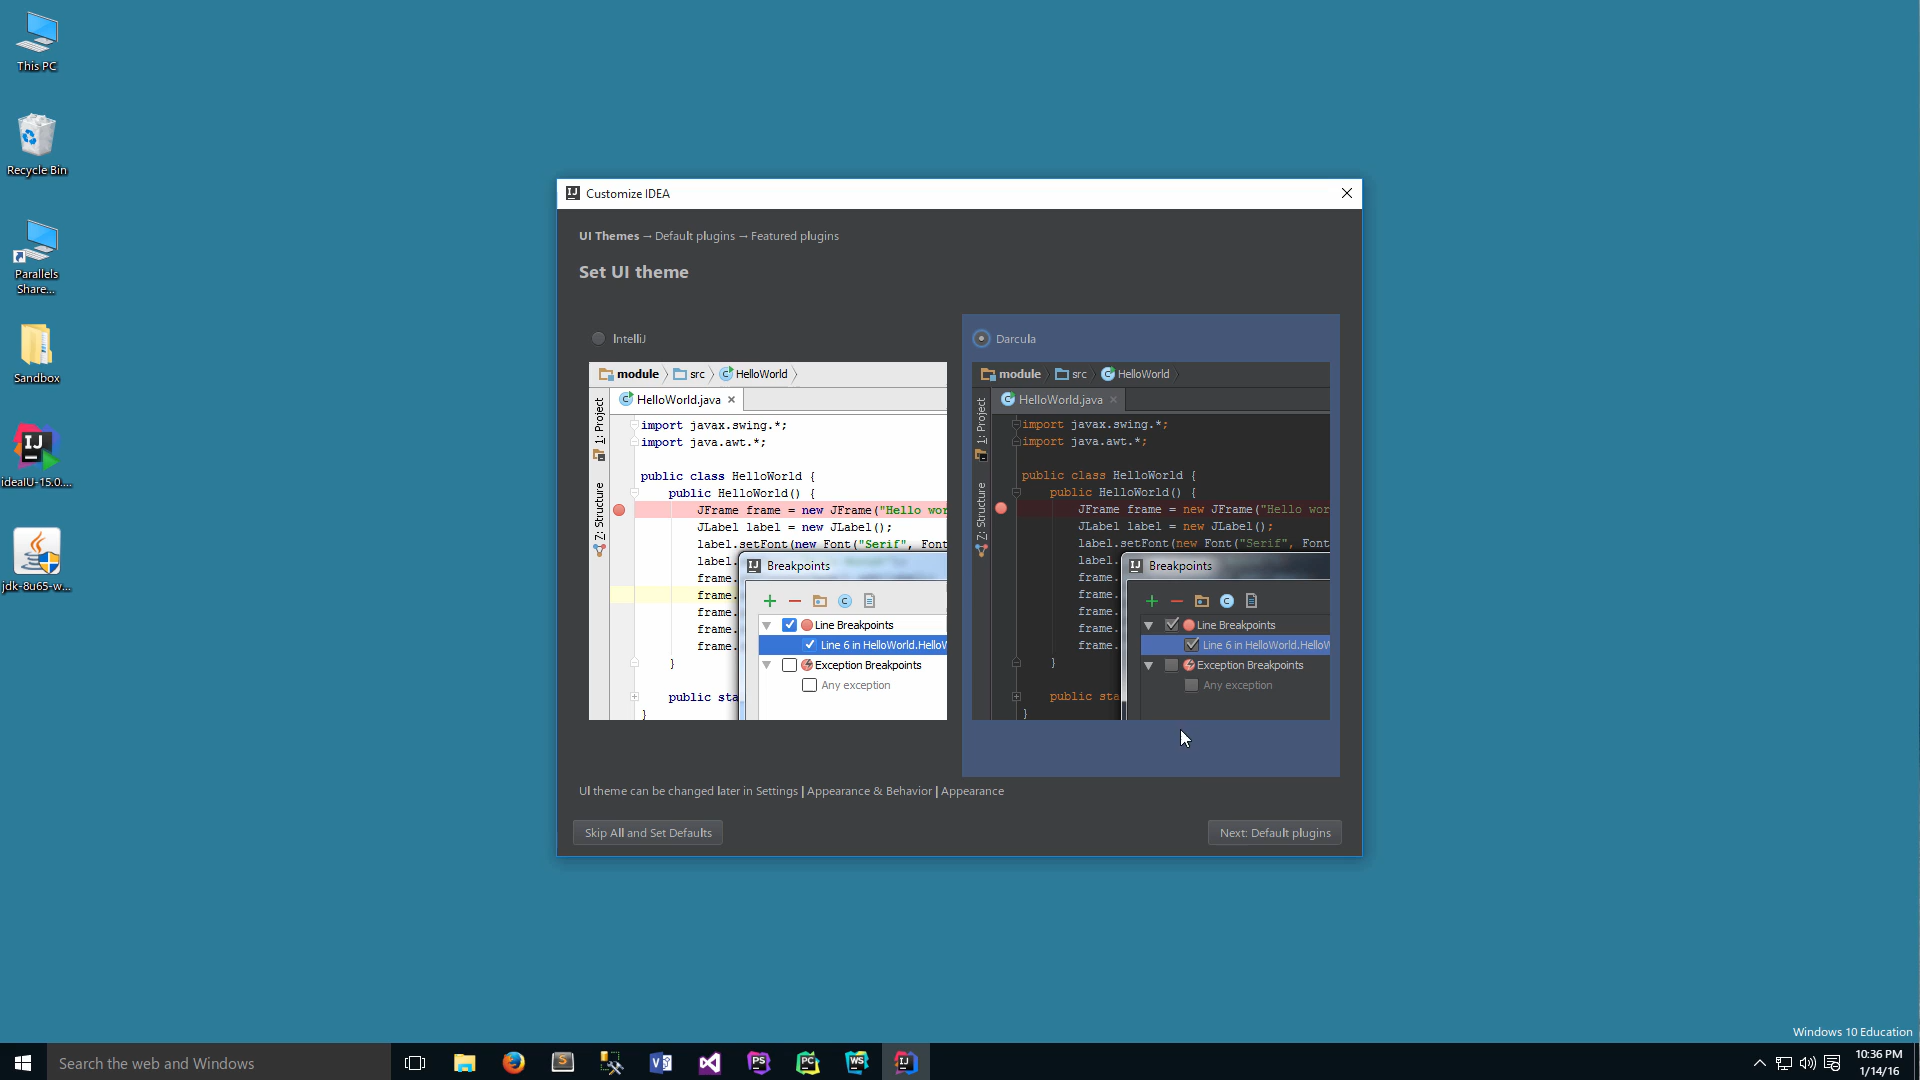 This PC
Recycle Bin
Parallels
Share...
Sandbox
idealU-15.0....
jdk-8u65-w...
Customize IDEA
UI Themes → Default plugins → Featured plugins
Set UI theme
IntelliJ
module
src
HelloWorld
HelloWorld.java
1: Project
Z: Structure
import javax.swing.*;
import java.awt.*;
public class HelloWorld {
public HelloWorld() {
JFrame frame = new JFrame("Hello wor
JLabel label = new JLabel();
label.setFont(new Font("Serif", Font
label.
frame.
frame.
frame.
frame.
frame.
}
public sta
}
Breakpoints
Line Breakpoints
Line 6 in HelloWorld.HelloW
Exception Breakpoints
Any exception
Darcula
module
src
HelloWorld
HelloWorld.java
1: Project
Z: Structure
import javax.swing.*;
import java.awt.*;
public class HelloWorld {
public HelloWorld() {
JFrame frame = new JFrame("Hello wor
JLabel label = new JLabel();
label.setFont(new Font("Serif", Font
label.
frame.
frame.
frame.
frame.
frame.
}
public sta
}
Breakpoints
Line Breakpoints
Line 6 in HelloWorld.HelloW
Exception Breakpoints
Any exception
UI theme can be changed later in Settings | Appearance & Behavior | Appearance
Skip All and Set Defaults
Next: Default plugins
Windows 10 Education
Search the web and Windows
10:36 PM
1/14/16